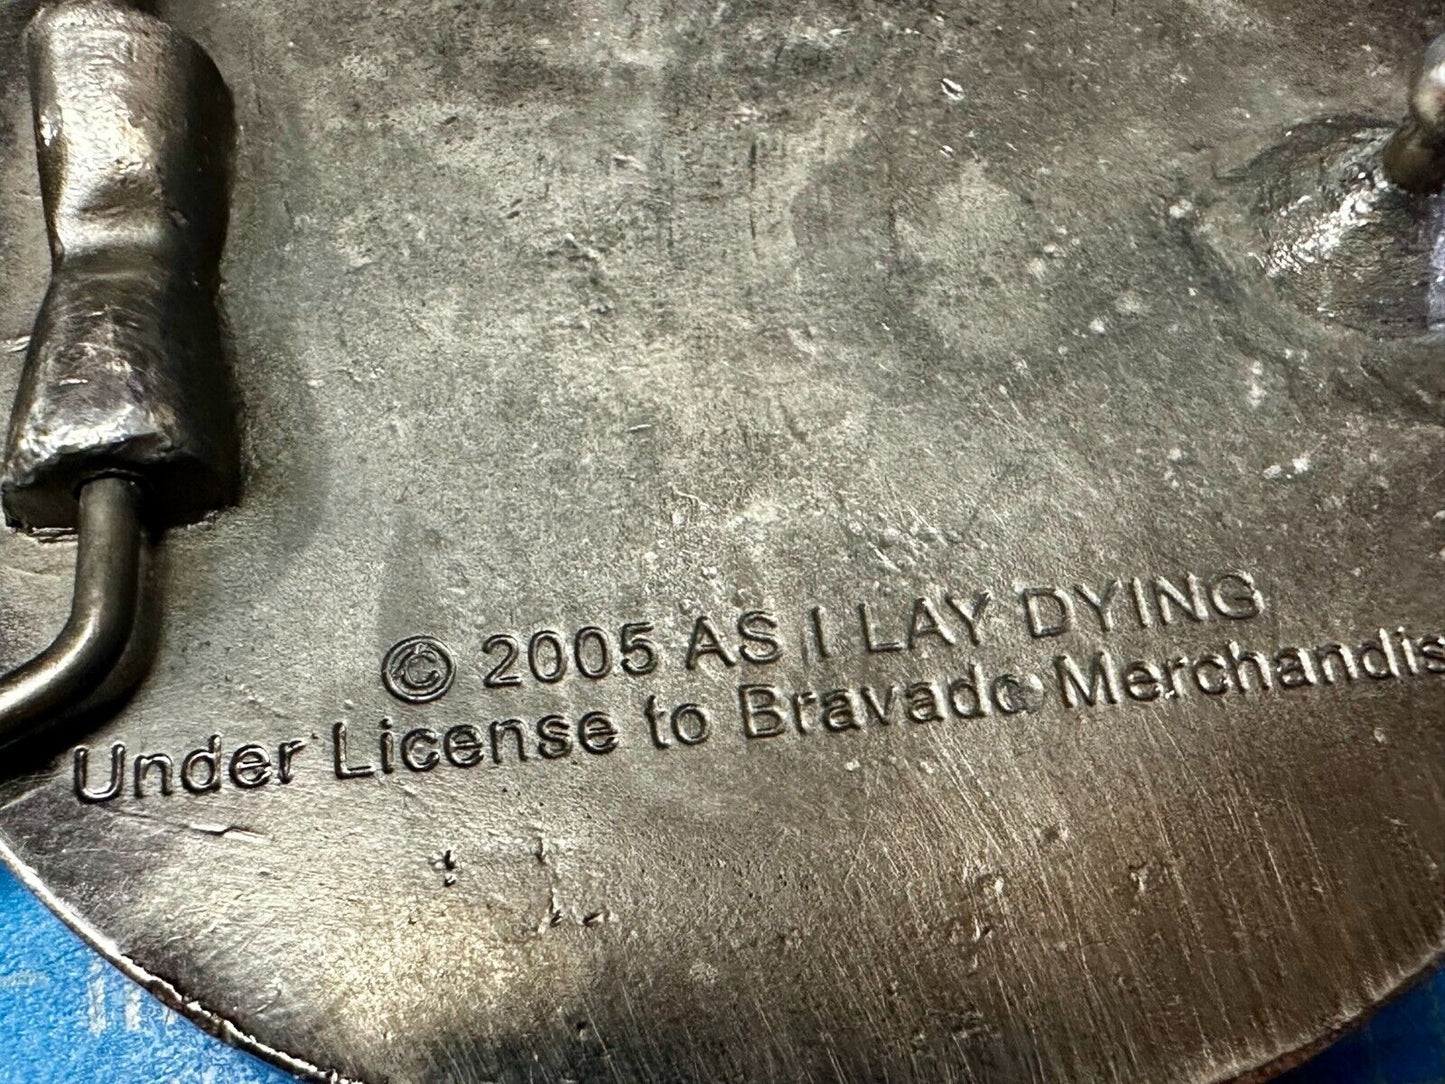 © 2005 AS I LAY DYING
Under License to Bravado Merchandis